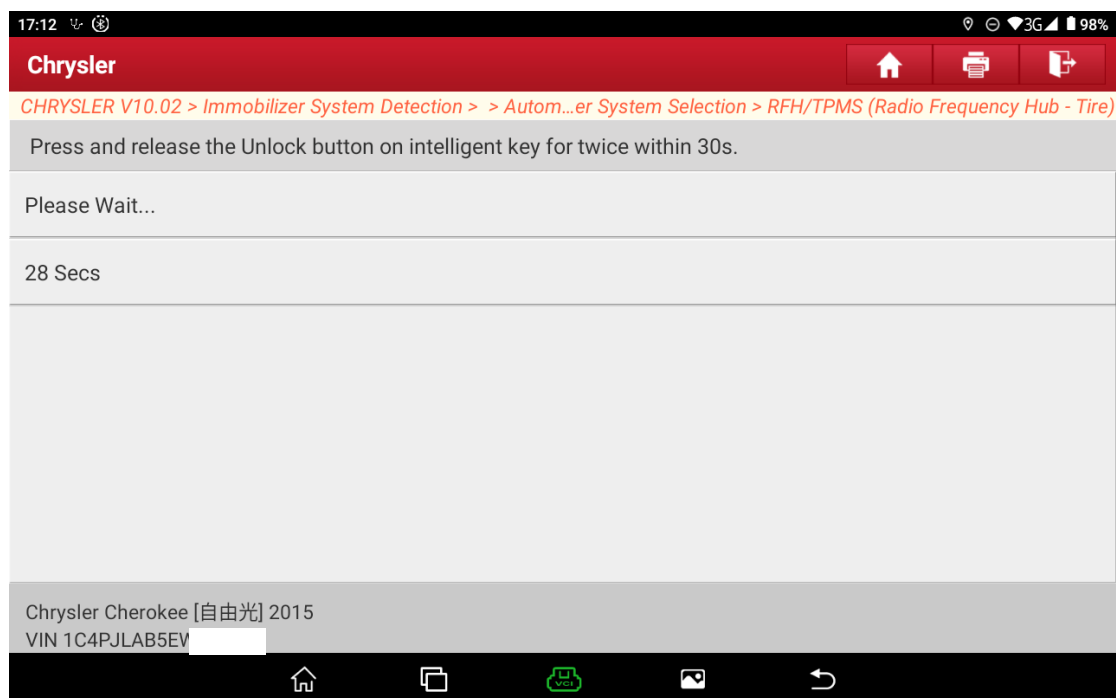 17:12 3G 98%
Chrysler
CHRYSLER V10.02 > Immobilizer System Detection > > Autom...er System Selection > RFH/TPMS (Radio Frequency Hub - Tire)
Press and release the Unlock button on intelligent key for twice within 30s.
Please Wait...
28 Secs
Chrysler Cherokee [自由光] 2015
VIN 1C4PJLAB5EW
VCI